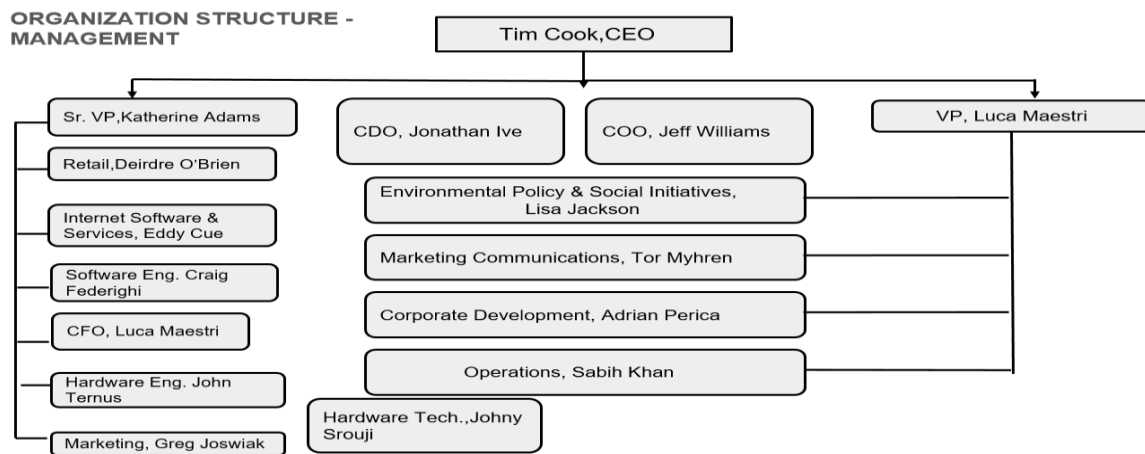 ORGANIZATION STRUCTURE -
MANAGEMENT
Tim Cook,CEO
Sr. VP,Katherine Adams
CDO, Jonathan Ive
COO, Jeff Williams
VP, Luca Maestri
Retail,Deirdre O'Brien
Environmental Policy & Social Initiatives,
Lisa Jackson
Internet Software &
Services, Eddy Cue
Marketing Communications, Tor Myhren
Software Eng. Craig
Federighi
Corporate Development, Adrian Perica
CFO, Luca Maestri
Operations, Sabih Khan
Hardware Eng. John
Ternus
Hardware Tech.,Johny
Srouji
Marketing, Greg Joswiak